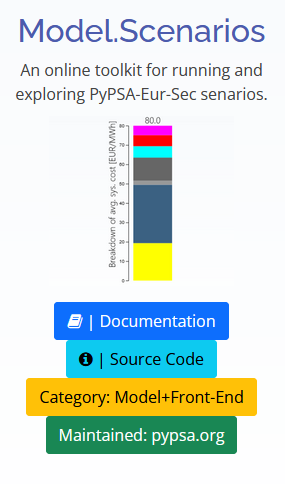 Model.Scenarios
An online toolkit for running and
exploring PyPSA-Eur-Sec senarios.
80.0
Breakdown of avg. sys. cost [EUR/MWh]
80
70
60
50
40
30
20
10
0
| Documentation
| Source Code
Category: Model+Front-End
Maintained: pypsa.org